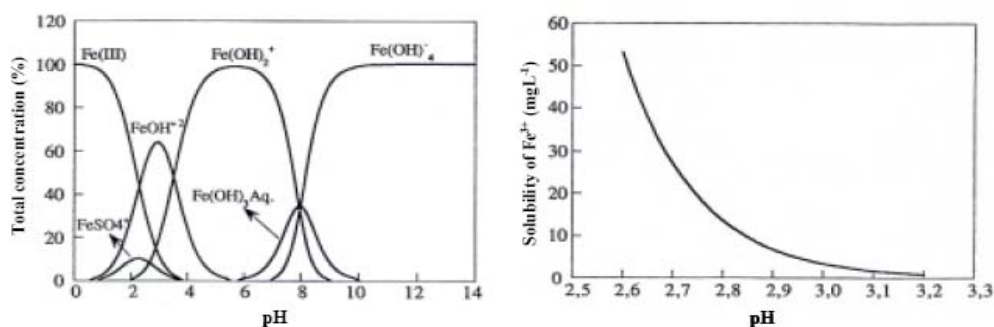 120
100
80
60
40
20
0
Total concentration (%)
Fe(III)
Fe(OH)₂⁺
Fe(OH)⁻₄
FeOH⁺²
Fe(OH)₃Aq.
FeSO4⁺
0 2 4 6 8 10 12 14
pH
60
50
40
30
20
10
0
Solubility of Fe³⁺ (mgL⁻¹)
2,5 2,6 2,7 2,8 2,9 3,0 3,1 3,2 3,3
pH